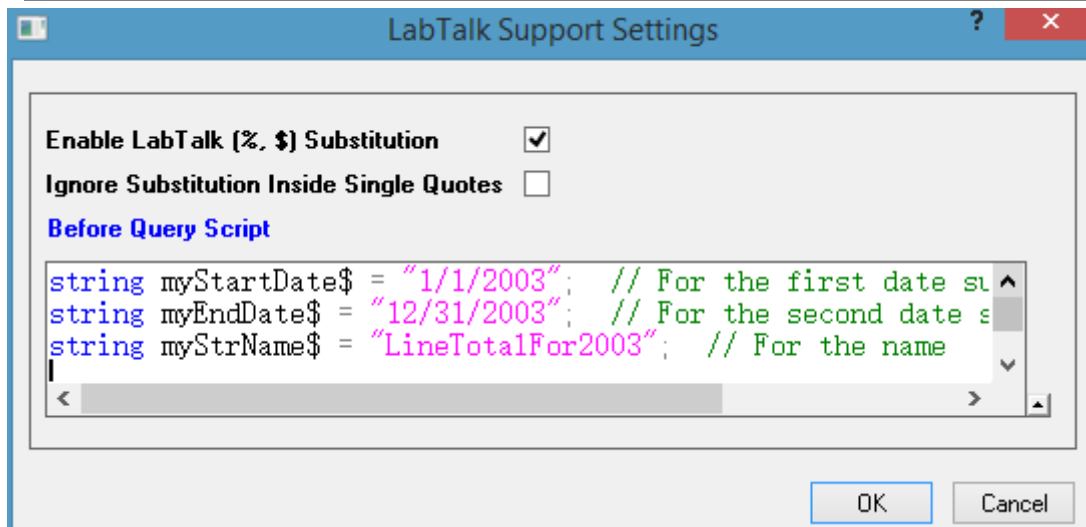 LabTalk Support Settings
Enable LabTalk (%, $) Substitution
Ignore Substitution Inside Single Quotes
Before Query Script
string myStartDate$ = "1/1/2003";  // For the first date
string myEndDate$ = "12/31/2003";  // For the second date
string myStrName$ = "LineTotalFor2003";  // For the name
OK Cancel